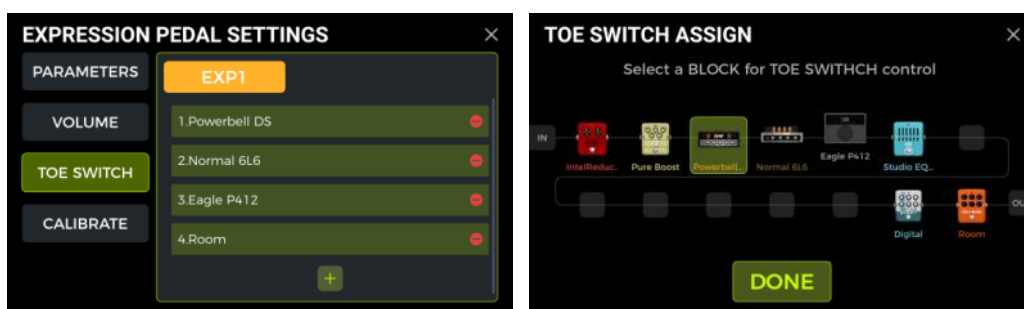 EXPRESSION PEDAL SETTINGS
PARAMETERS
VOLUME
TOE SWITCH
CALIBRATE
EXP1
1.Powerbell DS
2.Normal 6L6
3.Eagle P412
4.Room
TOE SWITCH ASSIGN
Select a BLOCK for TOE SWITHCH control
IN
IntelReduc..
Pure Boost
Powerbell..
Normal 6L6
Eagle P412
Studio EQ..
OU
Digital
Room
DONE